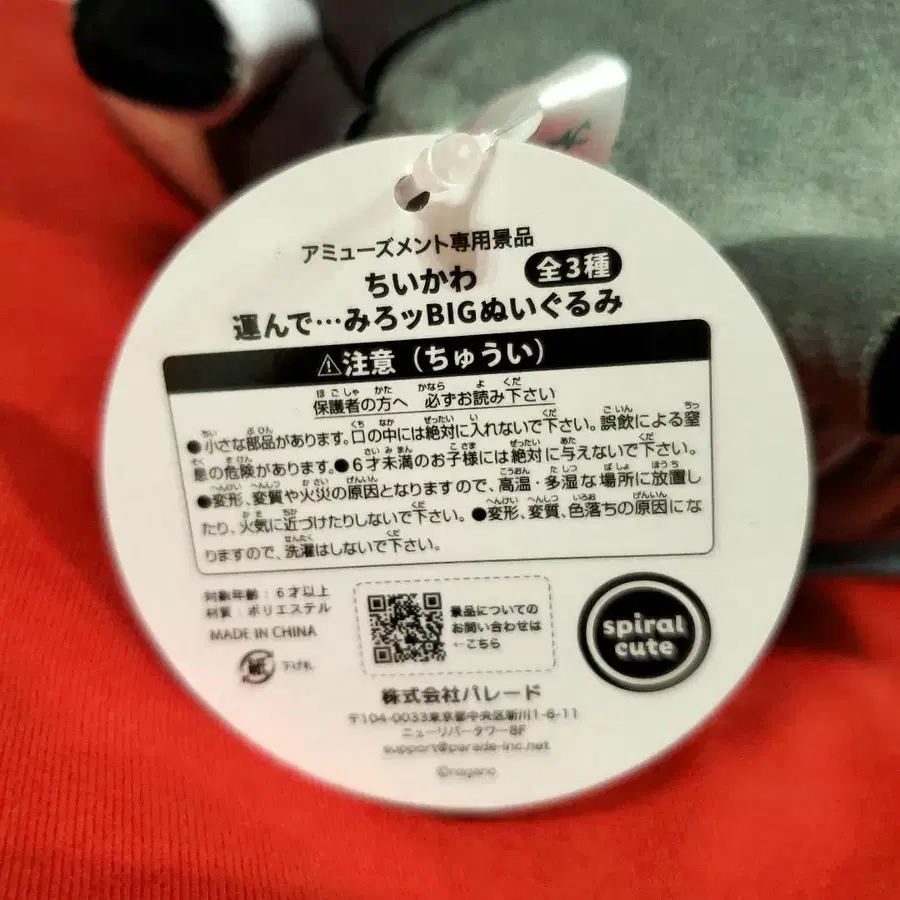 アミューズメント専用景品
ちいかわ 全3種
運んで…みろッBIGぬいぐるみ
⚠注意（ちゅうい）
保護者の方へ 必ずお読み下さい
●小さな部品があります。口の中には絶対に入れないで下さい。誤飲による窒
息の危険があります。●6才未満のお子様には絶対に与えないで下さい。
●変形、変質や火災の原因となりますので、高温・多湿な場所に放置し
たり、火気に近づけたりしないで下さい。●変形、変質、色落ちの原因にな
りますので、洗濯はしないで下さい。
対象年齢：6才以上
材質：ポリエステル
MADE IN CHINA
下げ札
景品についての
お問い合わせは
←こちら
spiral
cute
株式会社パレード
〒104-0033東京都中央区新川1-6-11
ニューリバータワー8F
support@parade-inc.net
©nagano